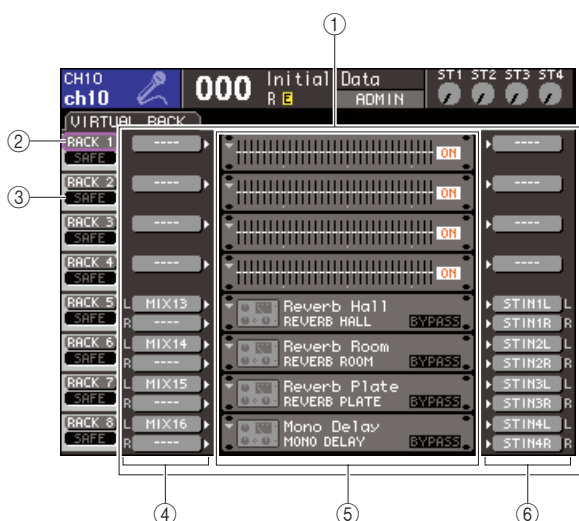 ①
CH10
ch10
000
Initial Data
R E
ADMIN
ST1 ST2 ST3 ST4
VIRTUAL RACK
②
RACK 1
SAFE
----
ON
----
③
RACK 2
SAFE
----
ON
----
RACK 3
SAFE
----
ON
----
RACK 4
SAFE
----
ON
----
RACK 5
SAFE
L MIX13
R ----
Reverb Hall
REVERB HALL
BYPASS
STIN1L L
STIN1R R
RACK 6
SAFE
L MIX14
R ----
Reverb Room
REVERB ROOM
BYPASS
STIN2L L
STIN2R R
RACK 7
SAFE
L MIX15
R ----
Reverb Plate
REVERB PLATE
BYPASS
STIN3L L
STIN3R R
RACK 8
SAFE
L MIX16
R ----
Mono Delay
MONO DELAY
BYPASS
STIN4L L
STIN4R R
④
⑤
⑥